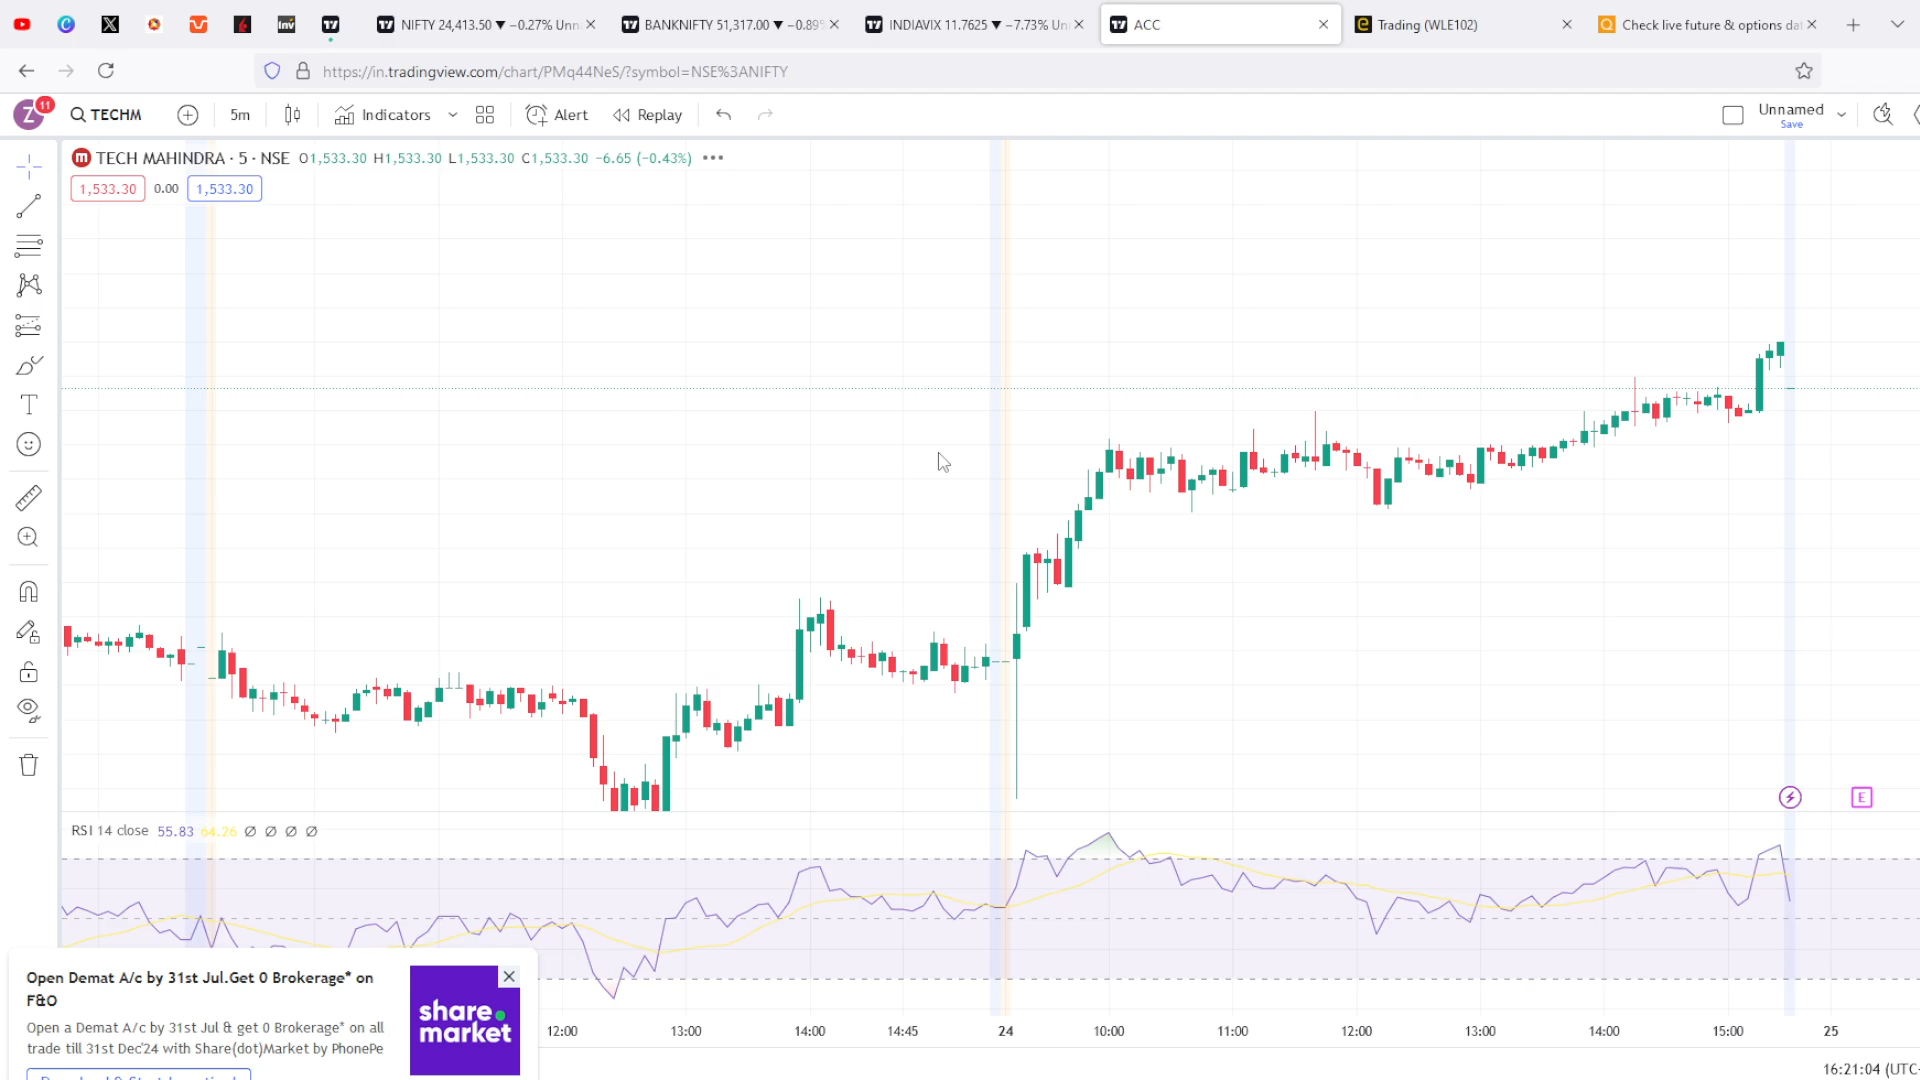 NIFTY 24,413.50 ▼ −0.27% Unn
BANKNIFTY 51,317.00 ▼ −0.89%
INDIAVIX 11.7625 ▼ −7.73% Un
ACC
Trading (WLE102)
Check live future & options dat
https://in.tradingview.com/chart/PMq44NeS/?symbol=NSE%3ANIFTY
Z 11 TECHM 5m Indicators Alert Replay Unnamed
Save
TECH MAHINDRA · 5 · NSE O1,533.30 H1,533.30 L1,533.30 C1,533.30 −6.65 (−0.43%)
1,533.30 0.00 1,533.30
E
RSI 14 close 55.83 64.26 Ø Ø Ø Ø
Open Demat A/c by 31st Jul.Get 0 Brokerage* on
F&O
Open a Demat A/c by 31st Jul & get 0 Brokerage* on all
trade till 31st Dec'24 with Share(dot)Market by PhonePe
share.
market
12:00 13:00 14:00 14:45 24 10:00 11:00 12:00 13:00 14:00 15:00 25
16:21:04 (UTC